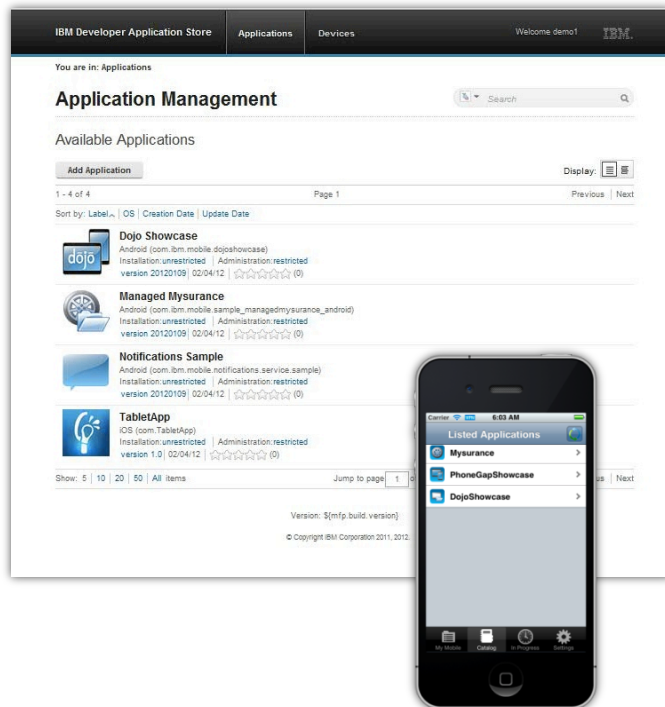 IBM Developer Application Store
Applications
Devices
Welcome demo1
IBM.
You are in: Applications
Application Management
Search
Available Applications
Add Application
Display:
1 - 4 of 4
Page 1
Previous | Next
Sort by: Label | OS | Creation Date | Update Date
dojo
Dojo Showcase
Android (com.ibm.mobile.dojoshowcase)
Installation:unrestricted | Administration:restricted
version 20120109 | 02/04/12 | (0)
Managed Mysurance
Android (com.ibm.mobile.sample_managedmysurance_android)
Installation:unrestricted | Administration:restricted
version 20120109 | 02/04/12 | (0)
Notifications Sample
Android (com.ibm.mobile.notifications.service.sample)
Installation:unrestricted | Administration:restricted
version 20120109 | 02/04/12 | (0)
TabletApp
iOS (com.TabletApp)
Installation:unrestricted | Administration:restricted
version 1.0 | 02/04/12 | (0)
Show: 5 | 10 | 20 | 50 | All items
Jump to page 1
| Next
Version: ${mfp.build.version}
© Copyright IBM Corporation 2011, 2012.
Carrier
6:03 AM
Listed Applications
Mysurance
PhoneGapShowcase
DojoShowcase
My Mobile
Catalog
In Progress
Settings